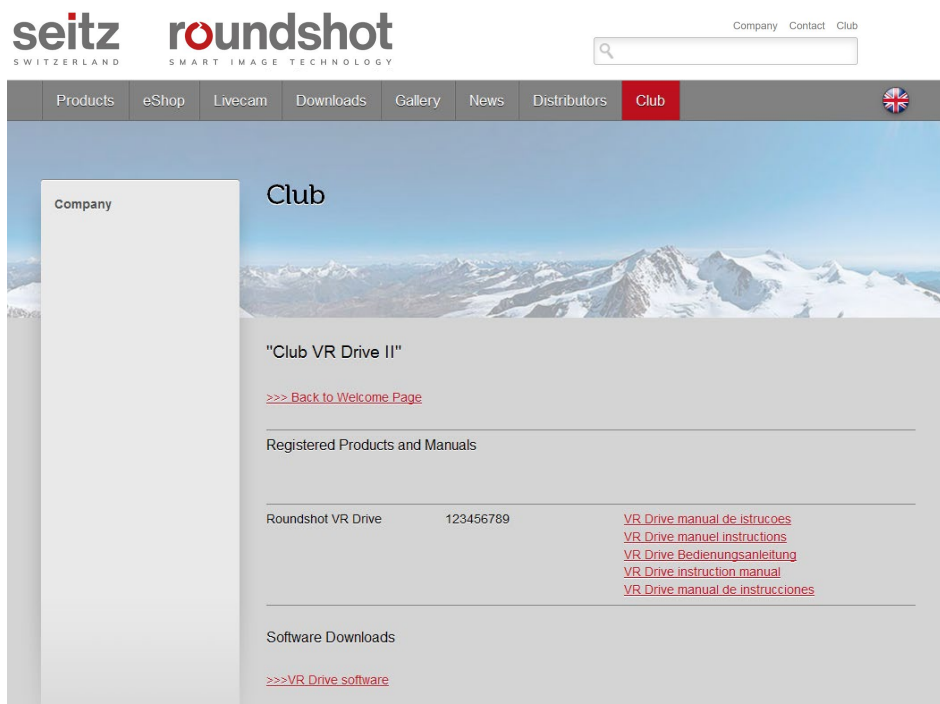 seitz roundshot
SWITZERLAND SMART IMAGE TECHNOLOGY
Company Contact Club
Products eShop Livecam Downloads Gallery News Distributors Club
Company
Club
"Club VR Drive II"
>>> Back to Welcome Page
Registered Products and Manuals
Roundshot VR Drive 123456789 VR Drive manual de istrucoes
VR Drive manuel instructions
VR Drive Bedienungsanleitung
VR Drive instruction manual
VR Drive manual de instrucciones
Software Downloads
>>>VR Drive software